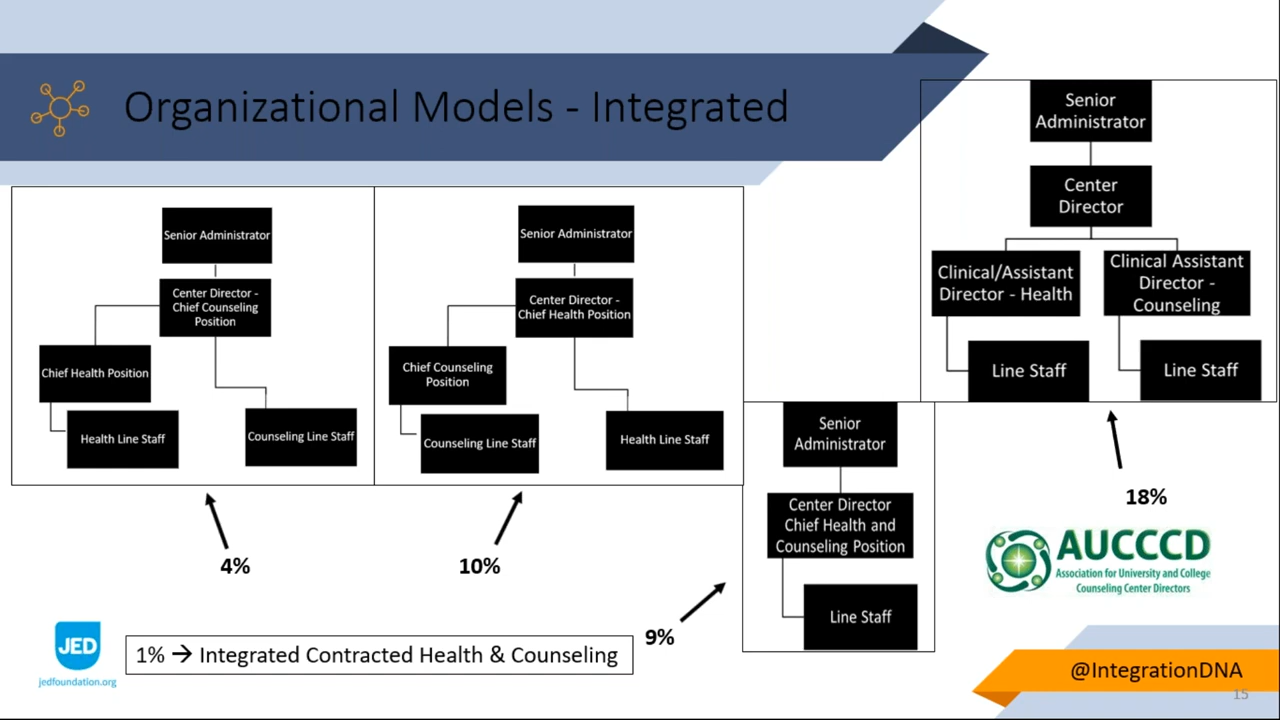 Organizational Models - Integrated
Senior Administrator
Center Director -
Chief Counseling
Position
Chief Health Position
Health Line Staff
Counseling Line Staff
4%
Senior Administrator
Center Director -
Chief Health Position
Chief Counseling
Position
Counseling Line Staff
Health Line Staff
10%
Senior
Administrator
Center Director
Chief Health and
Counseling Position
Line Staff
9%
Senior
Administrator
Center
Director
Clinical/Assistant
Director - Health
Clinical Assistant
Director -
Counseling
Line Staff
Line Staff
18%
AUCCCD
Association for University and College
Counseling Center Directors
JED
jedfoundation.org
1% → Integrated Contracted Health & Counseling
@IntegrationDNA
15